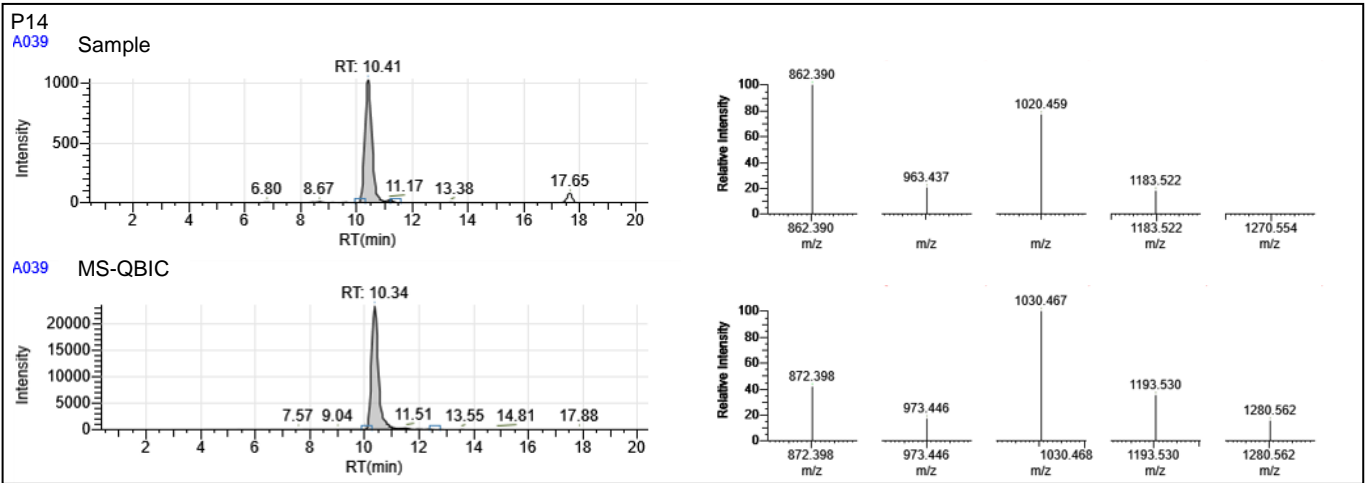 P14
A039 Sample
RT: 10.41
1000
500
0
Intensity
6.80 8.67 11.17 13.38 17.65
2 4 6 8 10 12 14 16 18 20
RT(min)
Relative Intensity
100
80
60
40
20
0
862.390
963.437
1020.459
1183.522
862.390 1183.522 1270.554
m/z m/z m/z m/z m/z
A039 MS-QBIC
RT: 10.34
20000
15000
10000
5000
0
Intensity
7.57 9.04 11.51 13.55 14.81 17.88
2 4 6 8 10 12 14 16 18 20
RT(min)
Relative Intensity
100
80
60
40
20
0
872.398
973.446
1030.467
1193.530
1280.562
872.398 973.446 1030.468 1193.530 1280.562
m/z m/z m/z m/z m/z